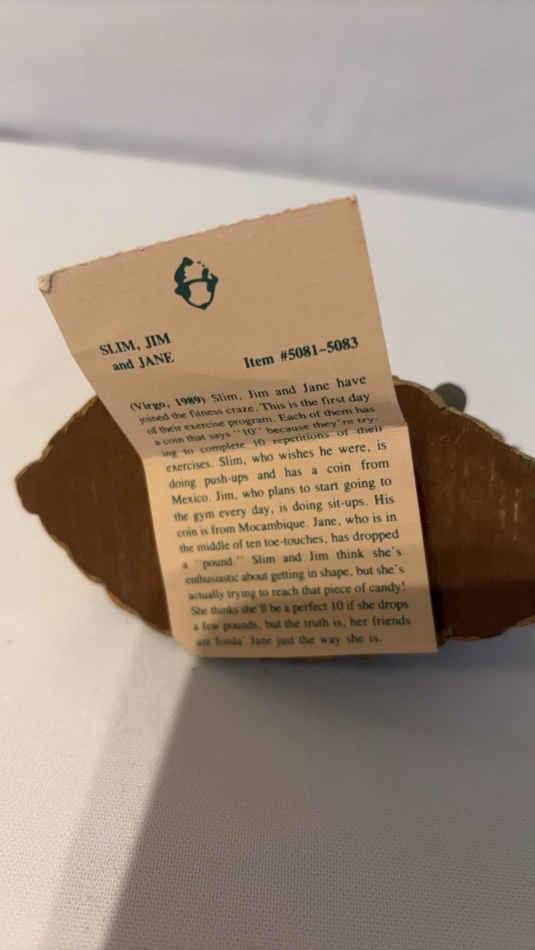 SLIM, JIM
and JANE
Item #5081-5083
(Virgo, 1989) Slim, Jim and Jane have
joined the fitness craze. This is the first day
of their exercise program. Each of them has
a coin that says "10" because they're try-
ing to complete 10 repetitions of their
exercises. Slim, who wishes he were, is
doing push-ups and has a coin from
Mexico. Jim, who plans to start going to
the gym every day, is doing sit-ups. His
coin is from Mocambique. Jane, who is in
the middle of ten toe-touches, has dropped
a "pound." Slim and Jim think she's
enthusiastic about getting in shape, but she's
actually trying to reach that piece of candy!
She thinks she'll be a perfect 10 if she drops
a few pounds, but the truth is, her friends
are fonda' Jane just the way she is.